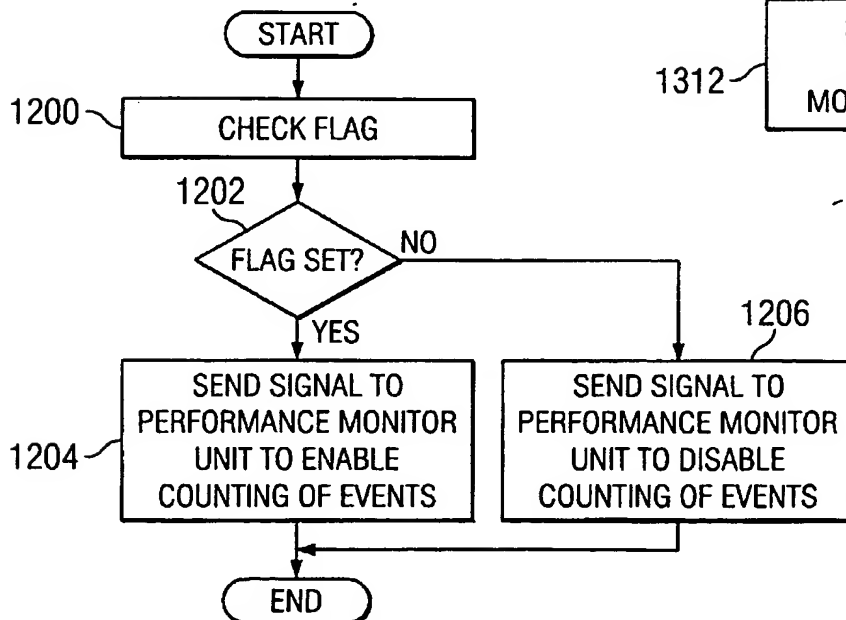 START
1200
CHECK FLAG
1312
MO
1202
FLAG SET?
NO
YES
1206
1204
SEND SIGNAL TO
PERFORMANCE MONITOR
UNIT TO ENABLE
COUNTING OF EVENTS
SEND SIGNAL TO
PERFORMANCE MONITOR
UNIT TO DISABLE
COUNTING OF EVENTS
END